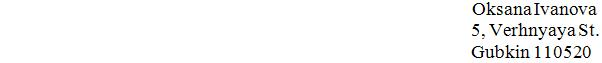 Oksana Ivanova
5, Verhnyaya St.
Gubkin 110520